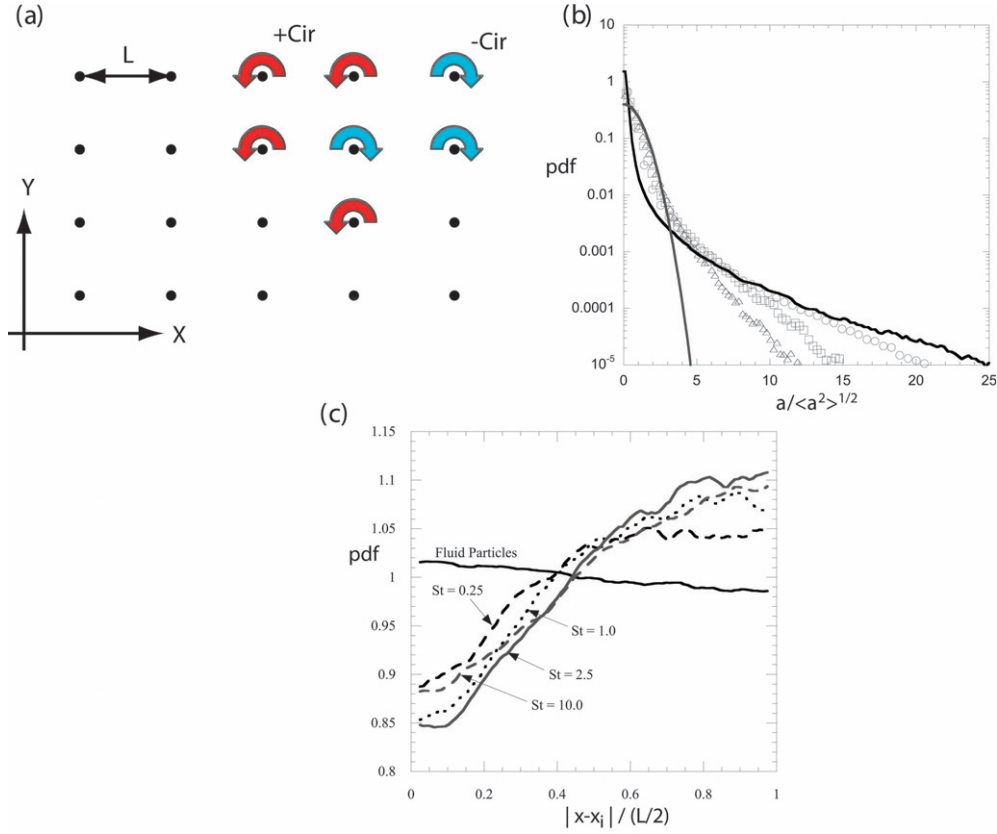 (a)
L
+Cir
-Cir
Y
X
(b)
10
1
0.1
pdf
0.01
0.001
0.0001
10⁻⁵
0 5 10 15 20 25
a/<a²>¹/²
(c)
1.15
1.1
1.05
pdf
Fluid Particles
1
St = 0.25
0.95
St = 1.0
0.9
St = 2.5
St = 10.0
0.85
0.8
0 0.2 0.4 0.6 0.8 1
| x-xᵢ | / (L/2)